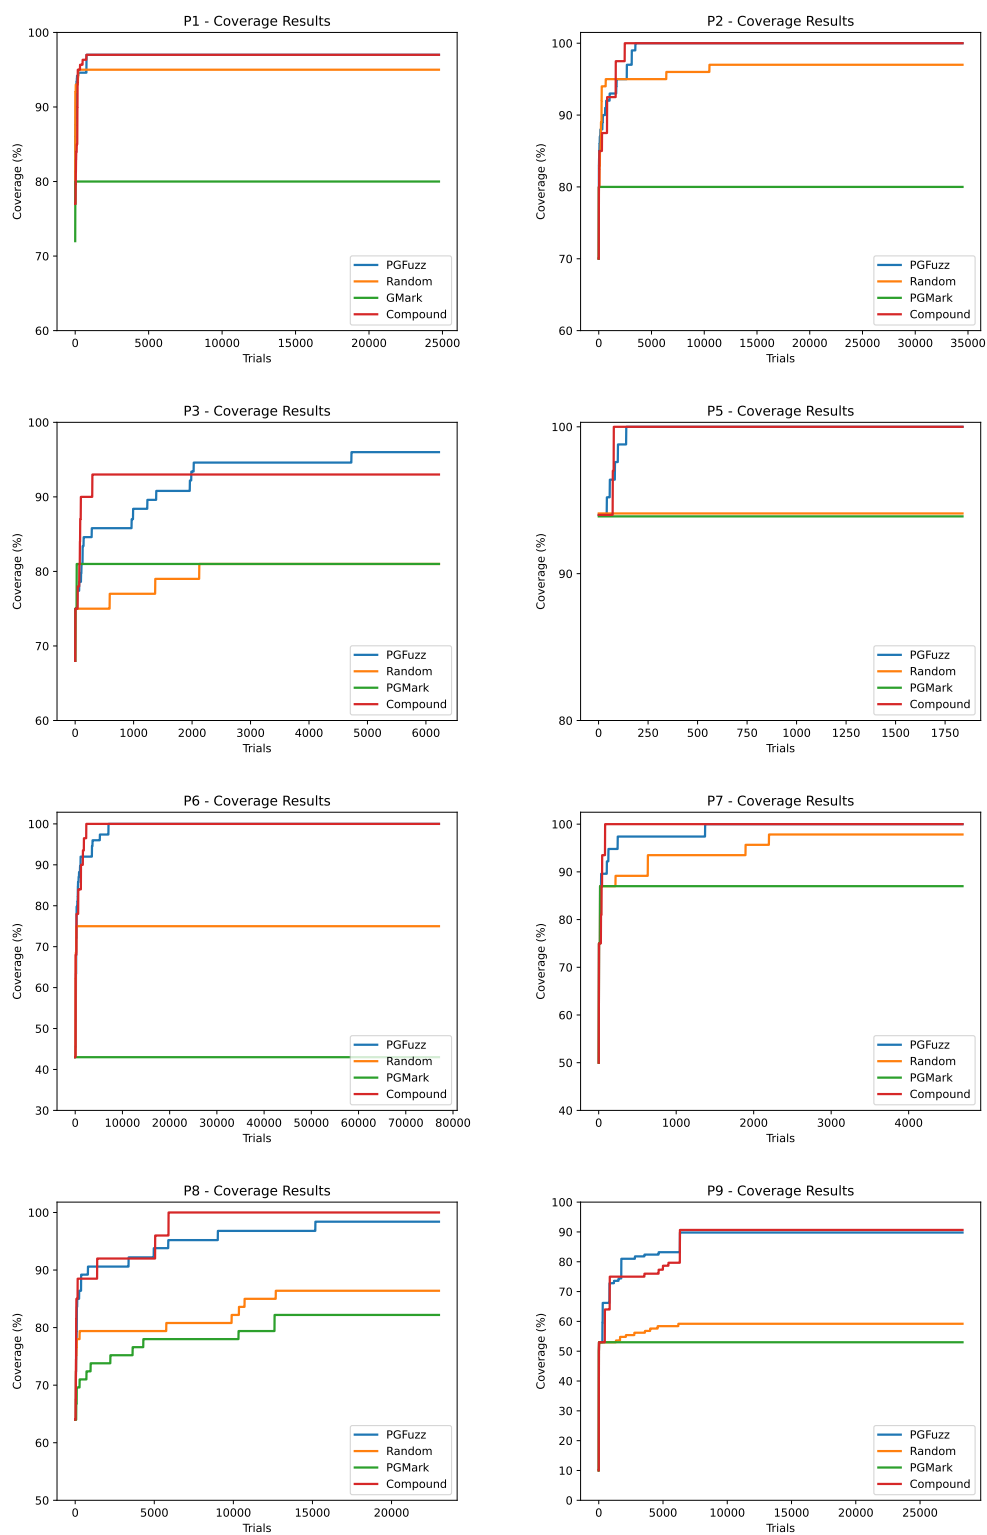 P1 - Coverage Results
100
90
80
70
60
Coverage (%)
0 5000 10000 15000 20000 25000
Trials
PGFuzz
Random
GMark
Compound
P2 - Coverage Results
100
90
80
70
60
Coverage (%)
0 5000 10000 15000 20000 25000 30000 35000
Trials
PGFuzz
Random
PGMark
Compound
P3 - Coverage Results
100
90
80
70
60
Coverage (%)
0 1000 2000 3000 4000 5000 6000
Trials
PGFuzz
Random
PGMark
Compound
P5 - Coverage Results
100
90
80
Coverage (%)
0 250 500 750 1000 1250 1500 1750
Trials
PGFuzz
Random
PGMark
Compound
P6 - Coverage Results
100
90
80
70
60
50
40
30
Coverage (%)
0 10000 20000 30000 40000 50000 60000 70000 80000
Trials
PGFuzz
Random
PGMark
Compound
P7 - Coverage Results
100
90
80
70
60
50
40
Coverage (%)
0 1000 2000 3000 4000
Trials
PGFuzz
Random
PGMark
Compound
P8 - Coverage Results
100
90
80
70
60
50
Coverage (%)
0 5000 10000 15000 20000
Trials
PGFuzz
Random
PGMark
Compound
P9 - Coverage Results
100
90
80
70
60
50
40
30
20
10
0
Coverage (%)
0 5000 10000 15000 20000 25000
Trials
PGFuzz
Random
PGMark
Compound